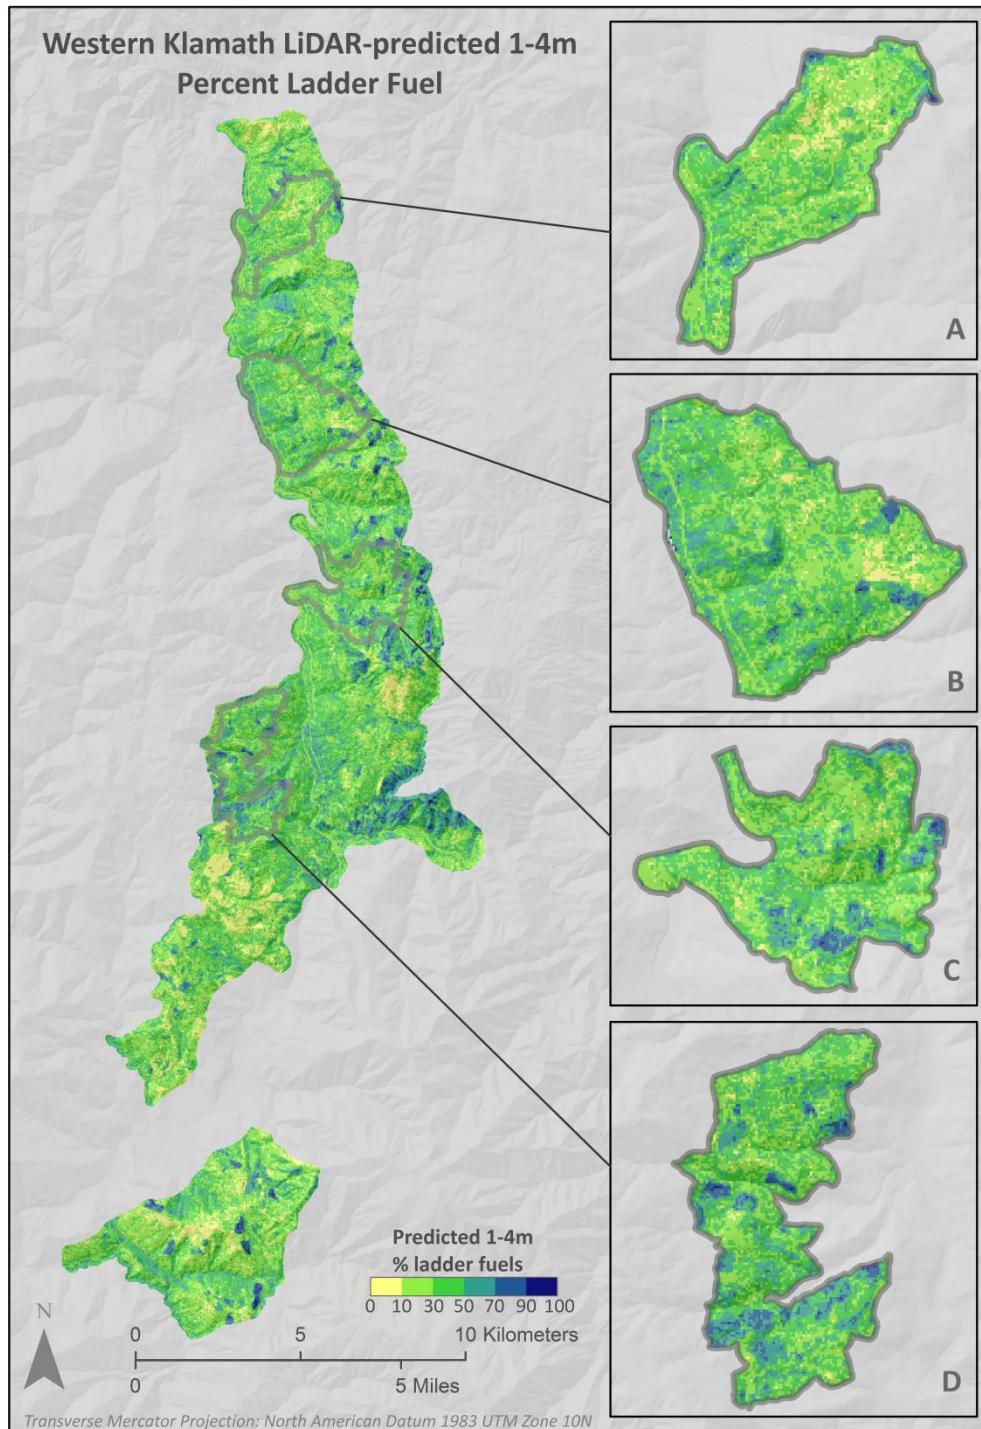 Western Klamath LiDAR-predicted 1-4m
Percent Ladder Fuel
A
B
C
D
Predicted 1-4m
% ladder fuels
0 10 30 50 70 90 100
N
0 5 10 Kilometers
0 5 Miles
Transverse Mercator Projection: North American Datum 1983 UTM Zone 10N